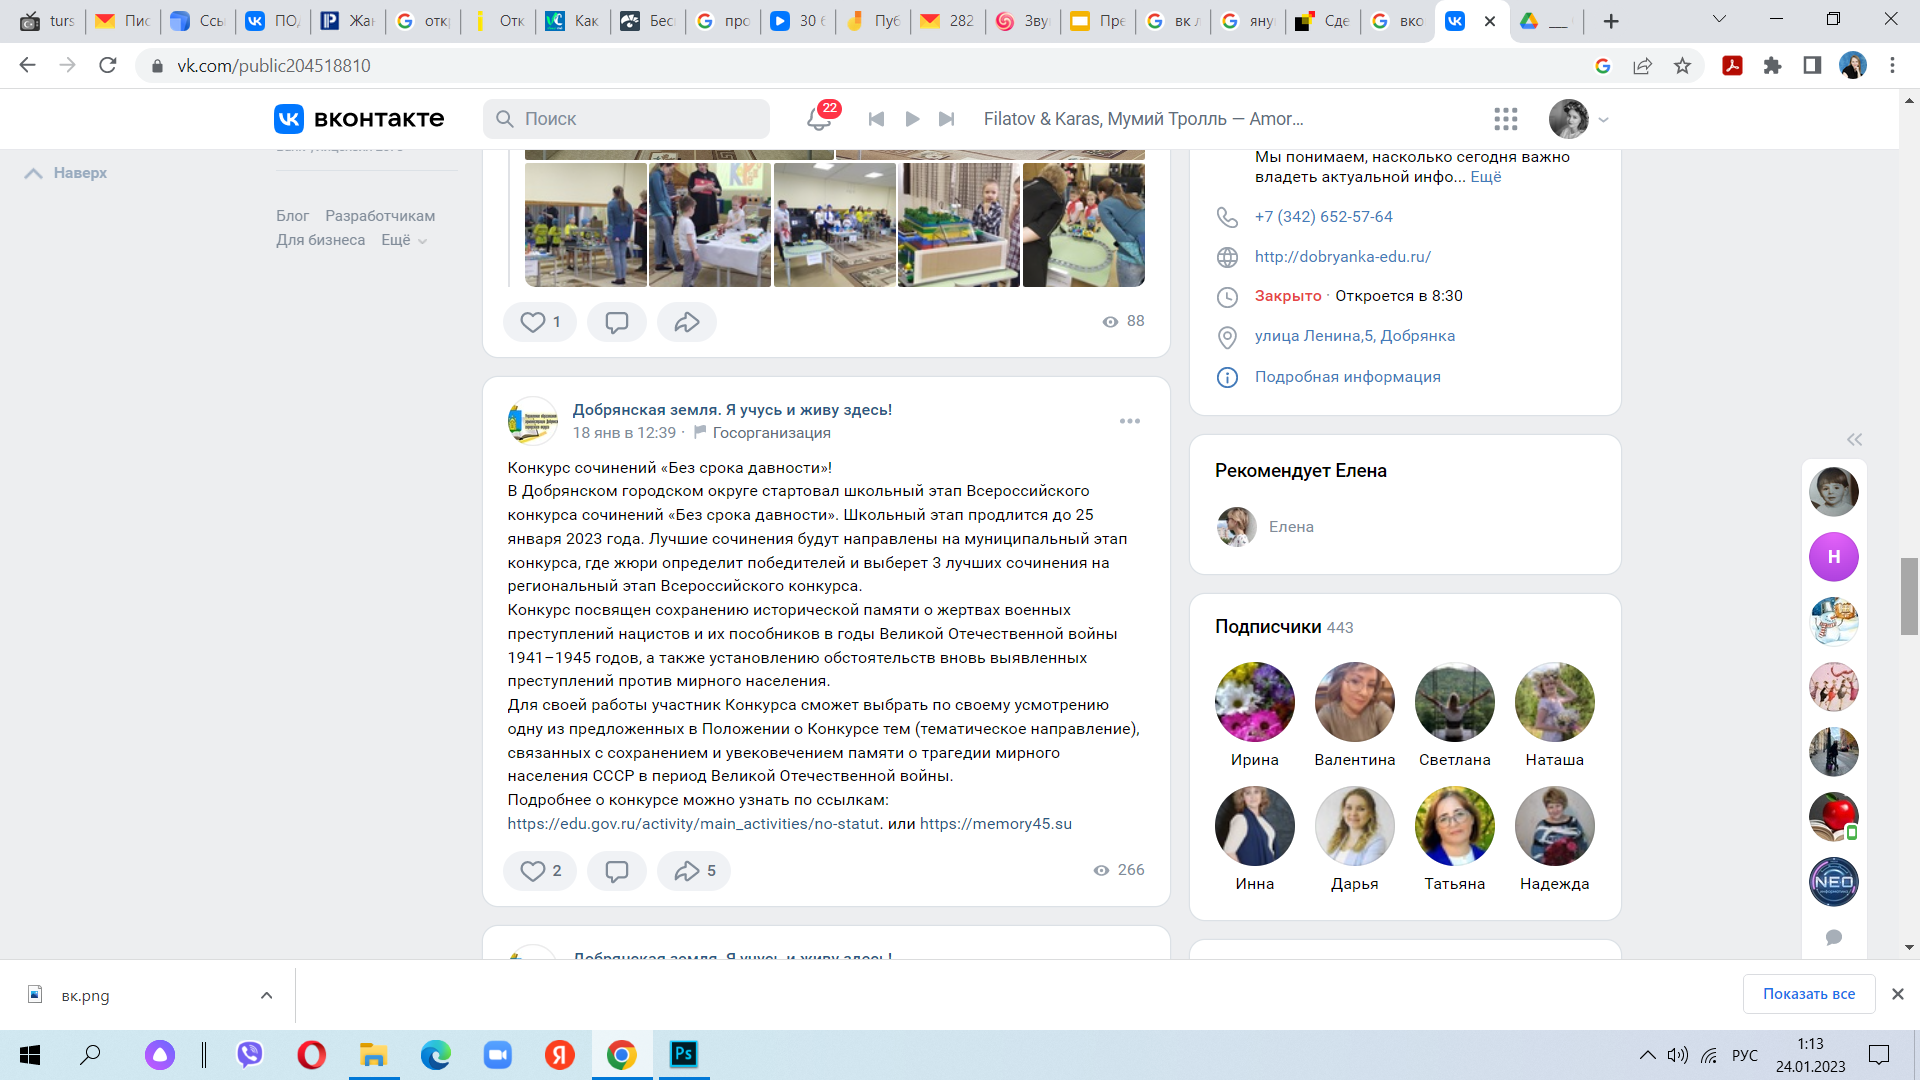 turs
Пис
Ссы
ПО
Жан
откр
Отк
Как
Бес
про
30 б
Пуб
282
Зву
Пре
вк л
яну
Сде
вко
vk.com/public204518810
вконтакте
Поиск
22
Filatov & Karas, Мумий Тролль — Amor...
Наверх
Блог Разработчикам
Для бизнеса Ещё
1
88
Добрянская земля. Я учусь и живу здесь!
18 янв в 12:39 · Госорганизация
Конкурс сочинений «Без срока давности»!
В Добрянском городском округе стартовал школьный этап Всероссийского
конкурса сочинений «Без срока давности». Школьный этап продлится до 25
января 2023 года. Лучшие сочинения будут направлены на муниципальный этап
конкурса, где жюри определит победителей и выберет 3 лучших сочинения на
региональный этап Всероссийского конкурса.
Конкурс посвящен сохранению исторической памяти о жертвах военных
преступлений нацистов и их пособников в годы Великой Отечественной войны
1941–1945 годов, а также установлению обстоятельств вновь выявленных
преступлений против мирного населения.
Для своей работы участник Конкурса сможет выбрать по своему усмотрению
одну из предложенных в Положении о Конкурсе тем (тематическое направление),
связанных с сохранением и увековечением памяти о трагедии мирного
населения СССР в период Великой Отечественной войны.
Подробнее о конкурсе можно узнать по ссылкам:
https://edu.gov.ru/activity/main_activities/no-statut. или https://memory45.su
2
5
266
Добрянская земля. Я учусь и живу здесь!
Мы понимаем, насколько сегодня важно
владеть актуальной инфо... Ещё
+7 (342) 652-57-64
http://dobryanka-edu.ru/
Закрыто · Откроется в 8:30
улица Ленина,5, Добрянка
Подробная информация
Рекомендует Елена
Елена
Подписчики 443
Ирина Валентина Светлана Наташа
Инна Дарья Татьяна Надежда
Н
NEO
вк.png
Показать все
Ps
РУС
1:13
24.01.2023